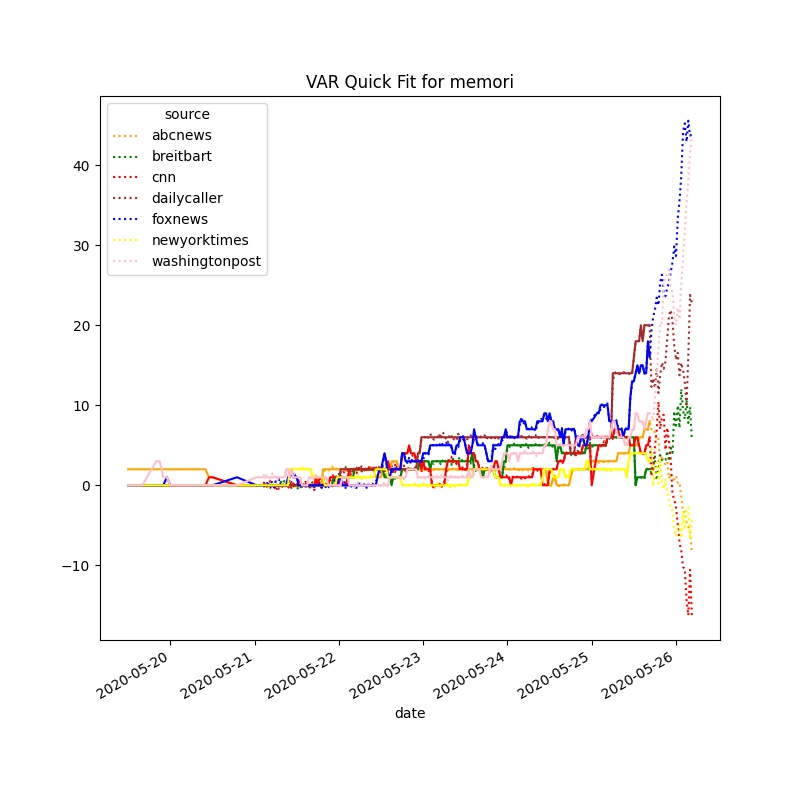 VAR Quick Fit for memori
source
abcnews
breitbart
cnn
dailycaller
foxnews
newyorktimes
washingtonpost
40
30
20
10
0
−10
2020-05-20
2020-05-21
2020-05-22
2020-05-23
2020-05-24
2020-05-25
2020-05-26
date